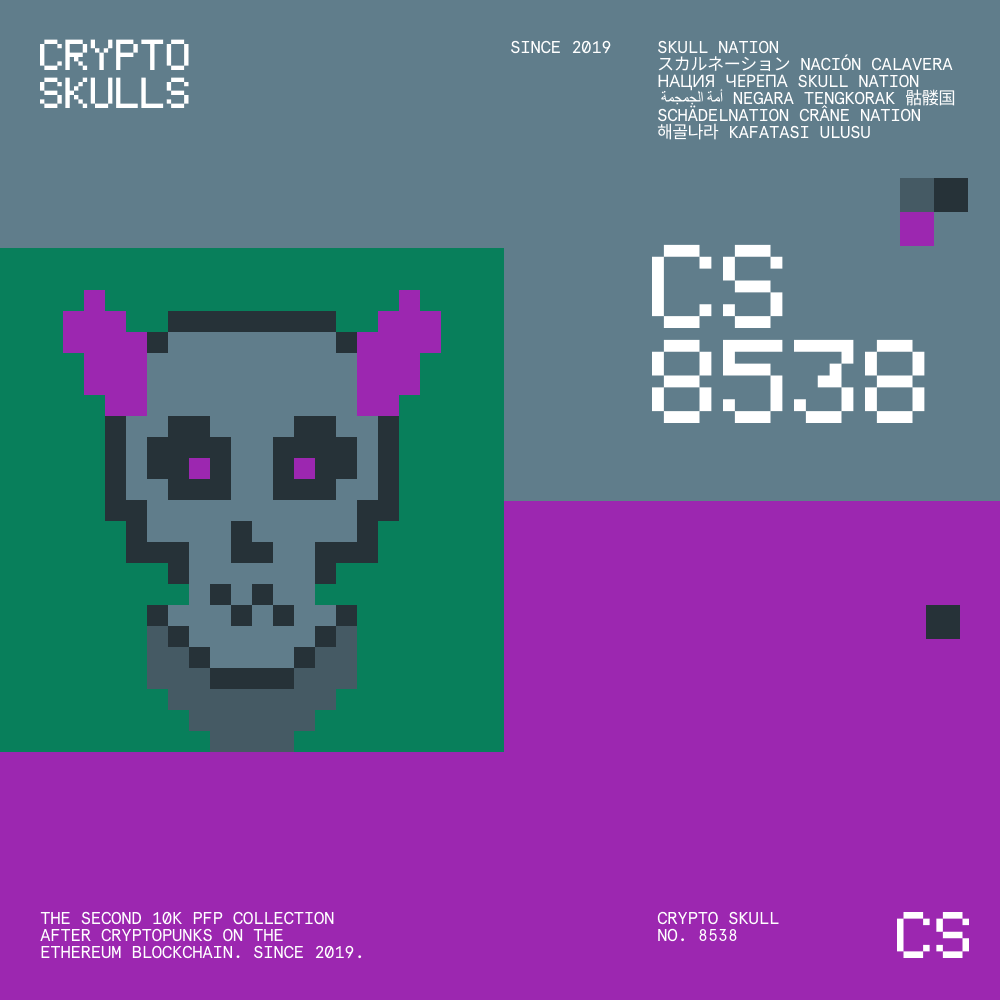 CRYPTO
SKULLS
SINCE 2019
SKULL NATION
スカルネーション NACIÓN CALAVERA
НАЦИЯ ЧЕРЕПА SKULL NATION
أمة الجمجمة NEGARA TENGKORAK 骷髅国
SCHÄDELNATION CRÂNE NATION
해골나라 KAFATASI ULUSU
CS
8538
THE SECOND 10K PFP COLLECTION
AFTER CRYPTOPUNKS ON THE
ETHEREUM BLOCKCHAIN. SINCE 2019.
CRYPTO SKULL
NO. 8538
CS